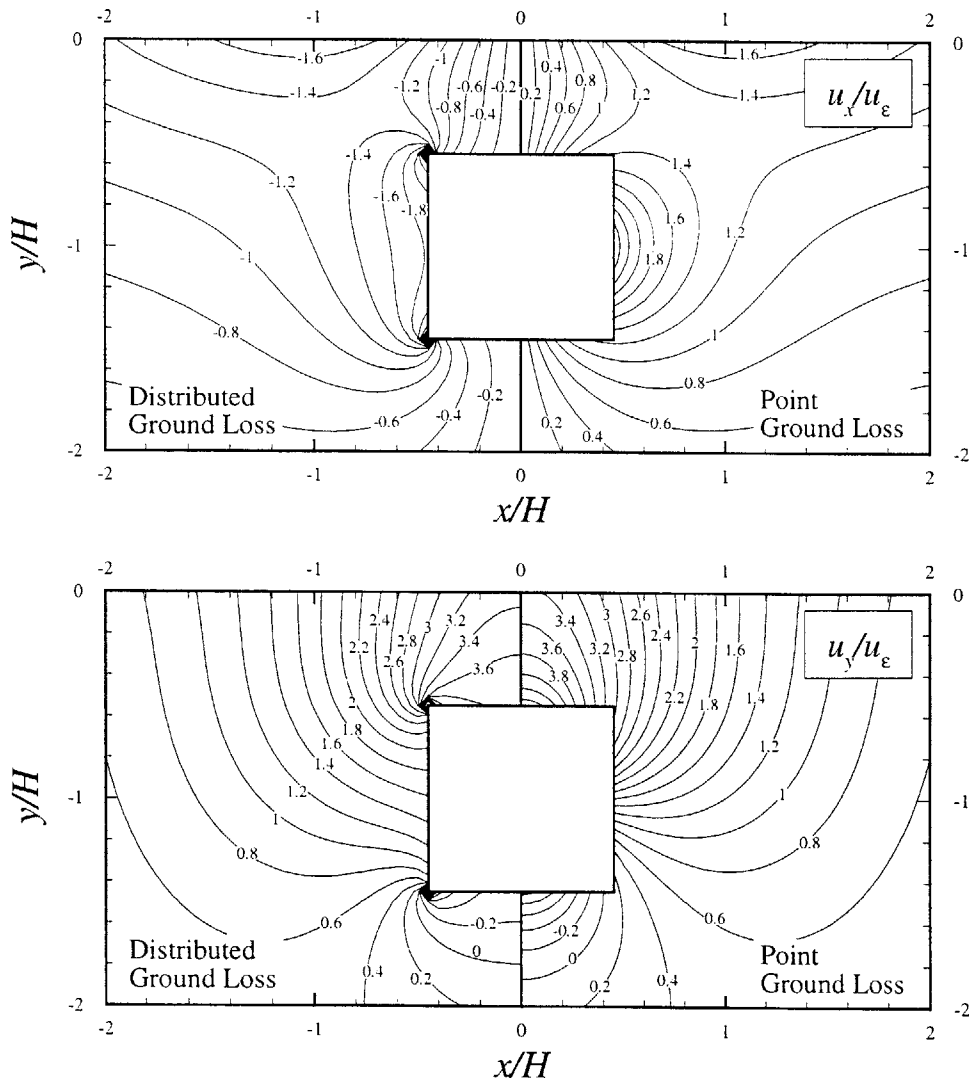 -2 -1 0 1 2
0 0
-1.6 -1 0.4 1.6
-1.4 -1.2 -0.6 -0.2 0.2 0.8 1.2 1.4
-0.8 -0.4 0.6 1
u_x/u_ε
-1.4 1.4
-1.2 -1.6 1.6
-1.8 1.2
y/H
-1 -1
-1 1.8
-0.8 1
0.8
Distributed
Ground Loss
-0.6 -0.4 -0.2
0.2 0.4 0.6
Point
Ground Loss
-2 -2
-2 -1 0 1 2
x/H
-2 -1 0 1 2
0 0
2.4 3 3.2 3.4 3 2.6
2.2 2.8 3.4 3.2 2.4 2 1.6
2.6 3.6 3.6 2.8
3.8
u_y/u_ε
2 2.2 1.4
1.8 1.8
1.6 1.2
1.4
y/H
-1 -1
1.2 1
1
0.8 0.8
0.6 -0.2 -0.2 0.6
Distributed
Ground Loss
0 0
0.4 0.2 0.2 0.4
Point
Ground Loss
-2 -2
-2 -1 0 1 2
x/H